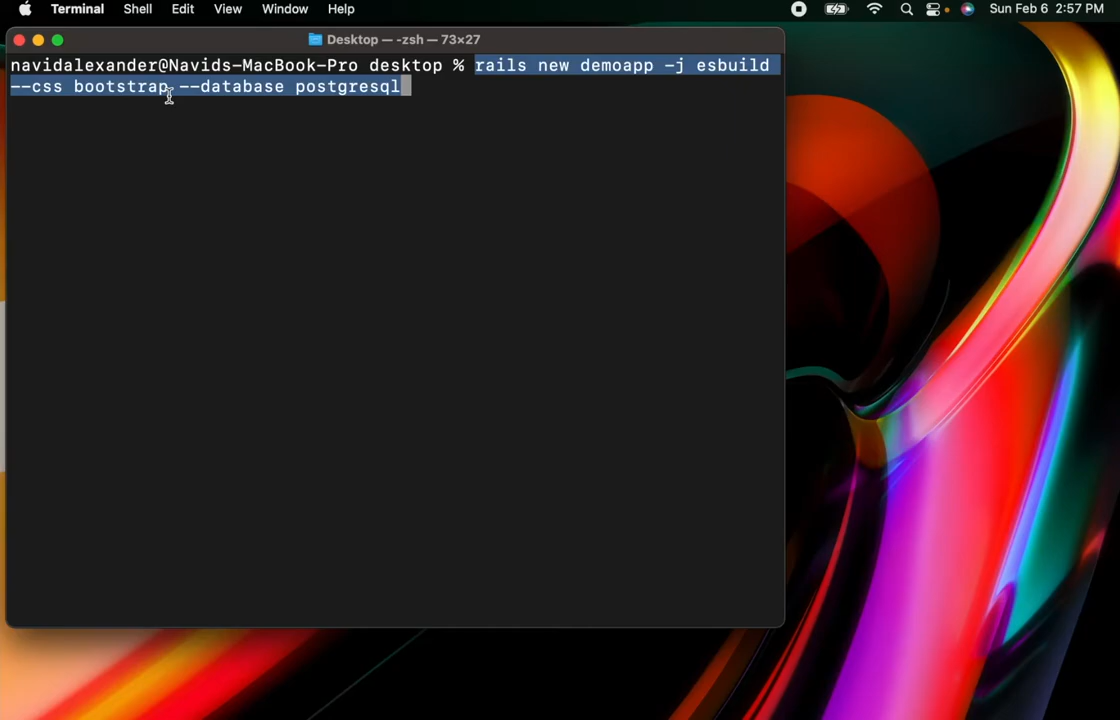 Terminal Shell Edit View Window Help Sun Feb 6 2:57 PM
Desktop — -zsh — 73×27
navidalexander@Navids-MacBook-Pro desktop % rails new demoapp -j esbuild
--css bootstrap --database postgresql